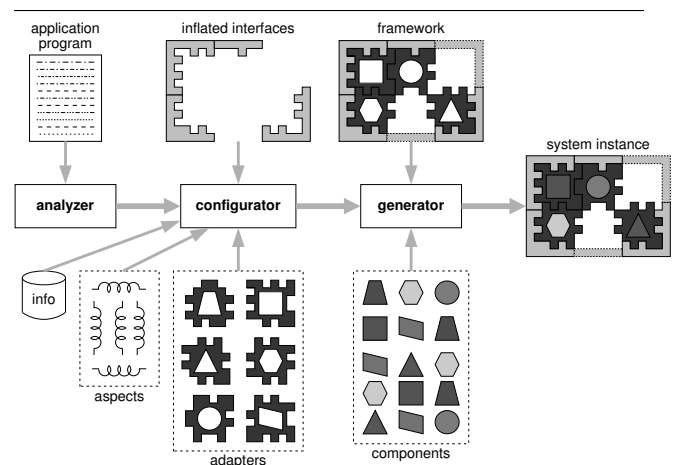 application
program
inflated interfaces
framework
system instance
analyzer
configurator
generator
info
aspects
adapters
components